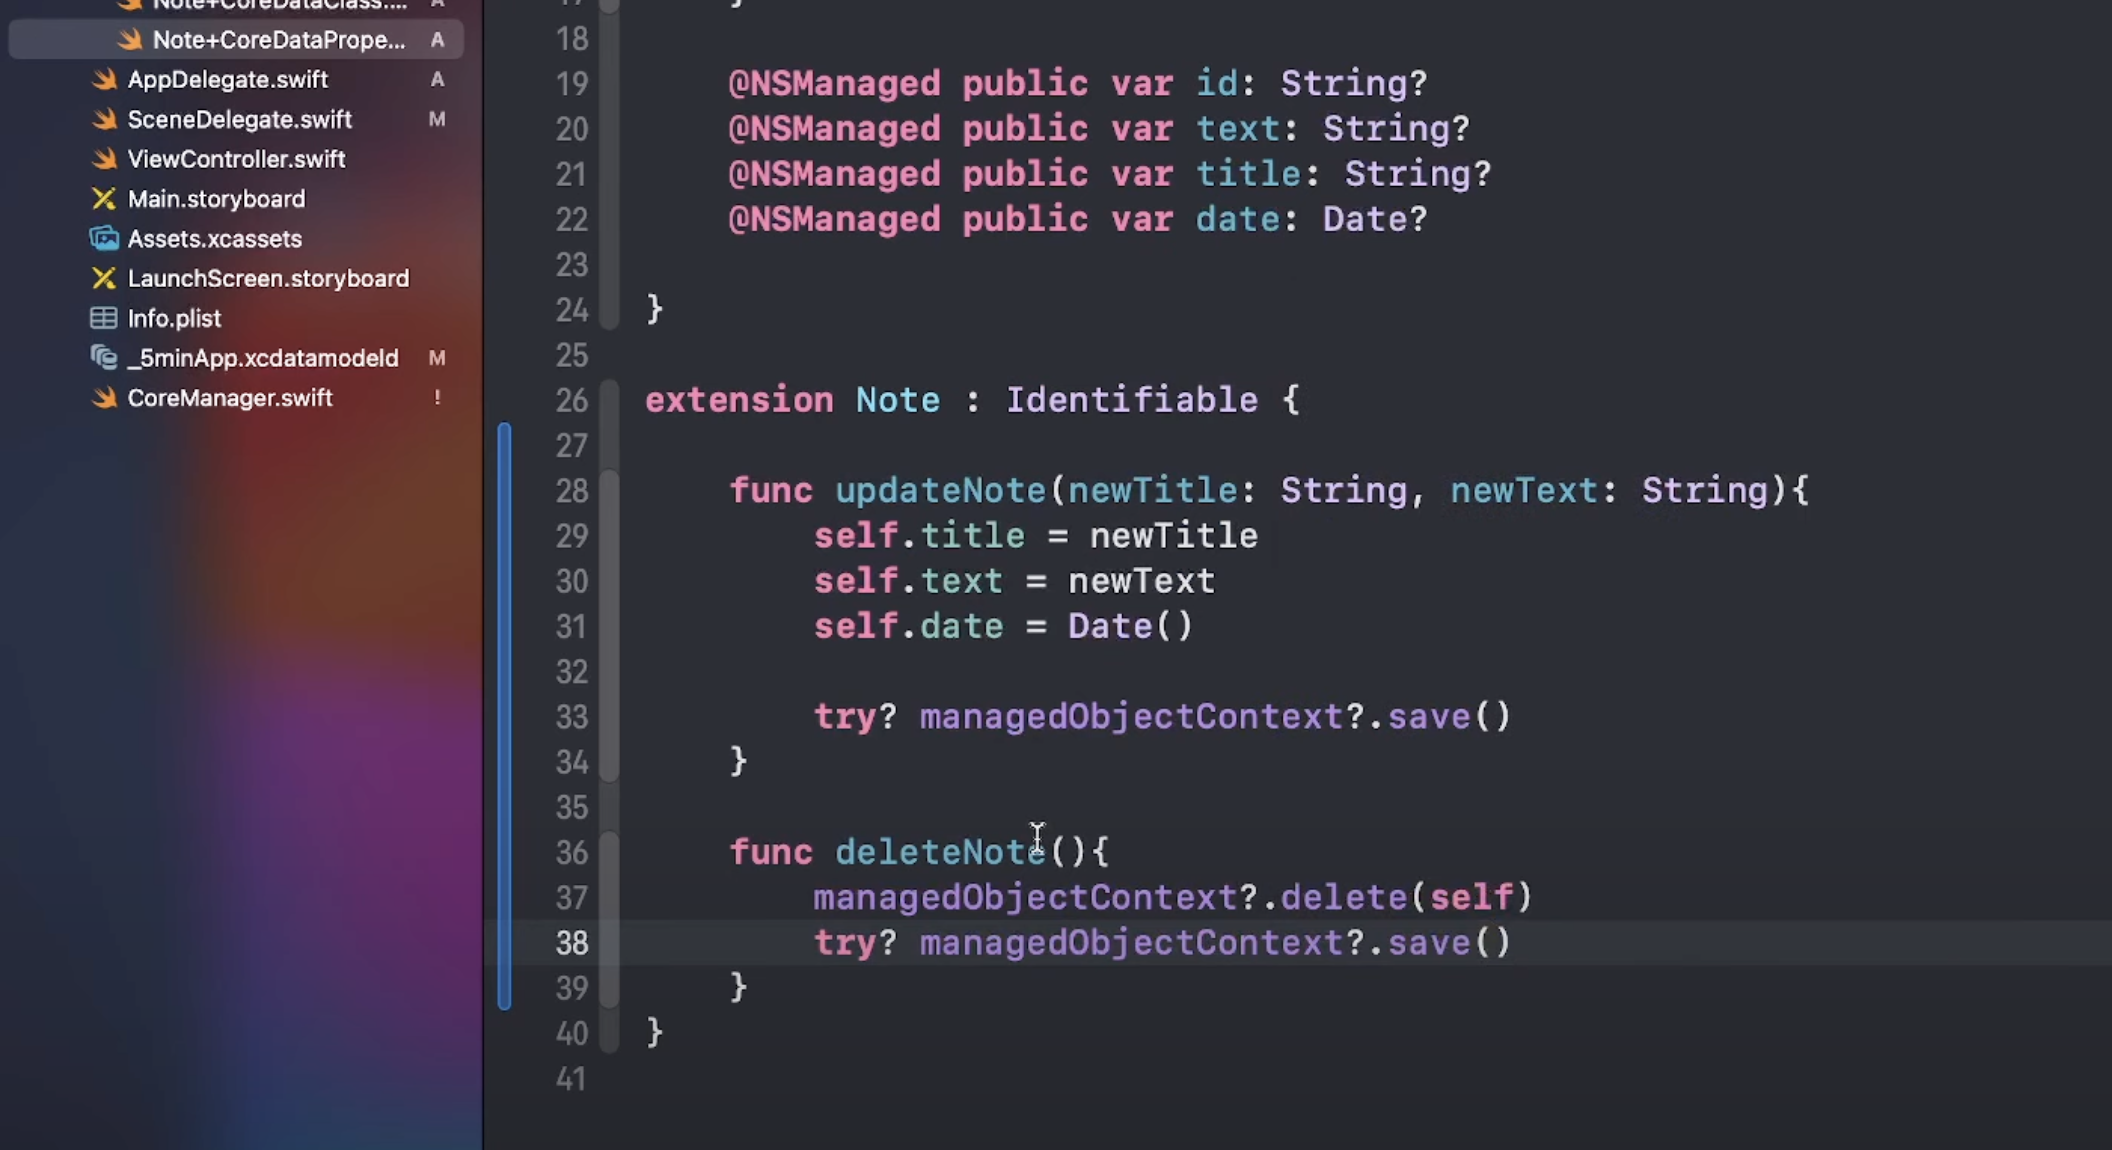 Note+CoreDataClass.... A
Note+CoreDataPrope... A
AppDelegate.swift A
SceneDelegate.swift M
ViewController.swift
Main.storyboard
Assets.xcassets
LaunchScreen.storyboard
Info.plist
_5minApp.xcdatamodeld M
CoreManager.swift !
17 }
18
19 @NSManaged public var id: String?
20 @NSManaged public var text: String?
21 @NSManaged public var title: String?
22 @NSManaged public var date: Date?
23
24 }
25
26 extension Note : Identifiable {
27
28 func updateNote(newTitle: String, newText: String){
29 self.title = newTitle
30 self.text = newText
31 self.date = Date()
32
33 try? managedObjectContext?.save()
34 }
35
36 func deleteNote(){
37 managedObjectContext?.delete(self)
38 try? managedObjectContext?.save()
39 }
40 }
41